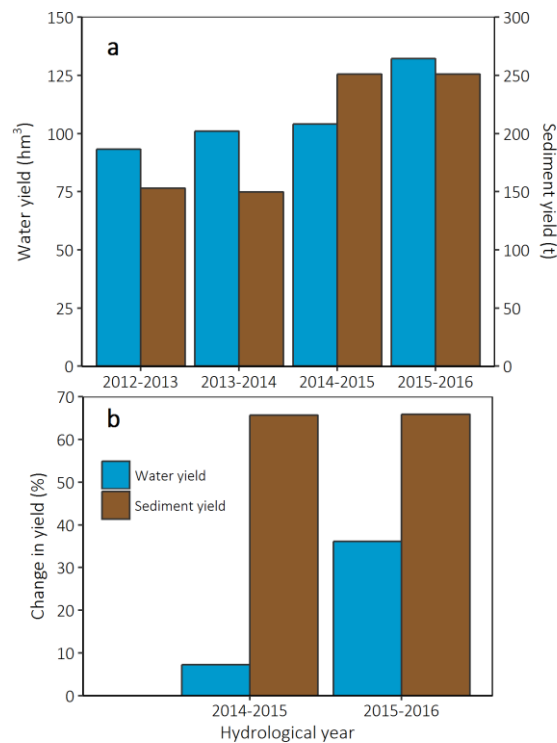 a
150
125
100
75
50
25
0
Water yield (hm³)
300
250
200
150
200
250
0
Sediment yield (t)
2012-2013 2013-2014 2014-2015 2015-2016
b
70
60
50
40
30
20
10
0
Change in yield (%)
Water yield
Sediment yield
2014-2015 2015-2016
Hydrological year